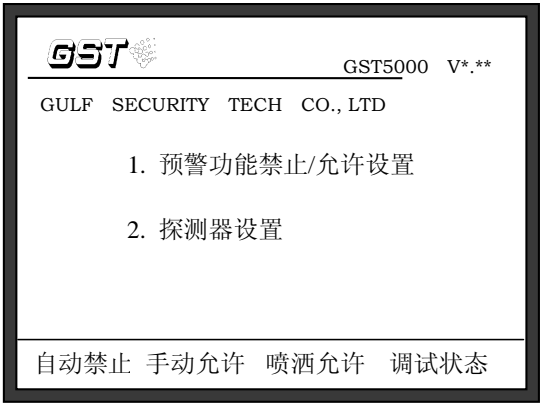 GST
GST5000 V*.**
GULF SECURITY TECH CO., LTD
1. 预警功能禁止/允许设置
2. 探测器设置
自动禁止 手动允许 喷洒允许 调试状态